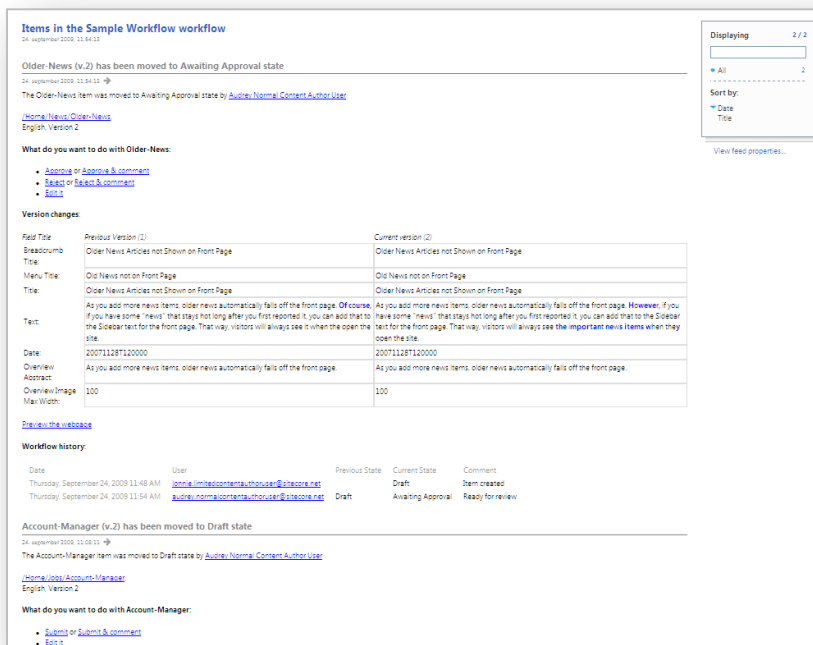 Items in the Sample Workflow workflow
24. september 2009, 11:54:13
Older-News (v.2) has been moved to Awaiting Approval state
24. september 2009, 11:54:13
The Older-News item was moved to Awaiting Approval state by Audrey Normal Content Author User
/Home/News/Older-News,
English, Version 2
What do you want to do with Older-News:
Approve or Approve & comment
Reject or Reject & comment
Edit it
Version changes:
Field Title Previous Version (1) Current version (2)
Breadcrumb Title: Older News Articles not Shown on Front Page Older News Articles not Shown on Front Page
Menu Title: Old News not on Front Page Old News not on Front Page
Title: Older News Articles not Shown on Front Page Older News Articles not Shown on Front Page
Text:
As you add more news items, older news automatically falls off the front page. Of course,
if you have some "news" that stays hot long after you first reported it, you can add that to
the Sidebar text for the front page. That way, visitors will always see it when the open the
site.
As you add more news items, older news automatically falls off the front page. However, if you
have some "news" that stays hot long after you first reported it, you can add that to the Sidebar
text for the front page. That way, visitors will always see the important news items when they
open the site.
Date: 20071128T120000 20071128T120000
Overview Abstract: As you add more news items, older news automatically falls off the front page. As you add more news items, older news automatically falls off the front page.
Overview Image Max Width: 100 100
Preview the webpage
Workflow history:
Date User Previous State Current State Comment
Thursday, September 24, 2009 11:48 AM lonnie.limitedcontentauthoruser@sitecore.net Draft Item created
Thursday, September 24, 2009 11:54 AM audrey.normalcontentauthoruser@sitecore.net Draft Awaiting Approval Ready for review
Account-Manager (v.2) has been moved to Draft state
24. september 2009, 11:08:11
The Account-Manager item was moved to Draft state by Audrey Normal Content Author User
/Home/Jobs/Account-Manager,
English, Version 2
What do you want to do with Account-Manager:
Submit or Submit & comment
Edit it
Displaying 2 / 2
All 2
Sort by:
Date
Title
View feed properties...